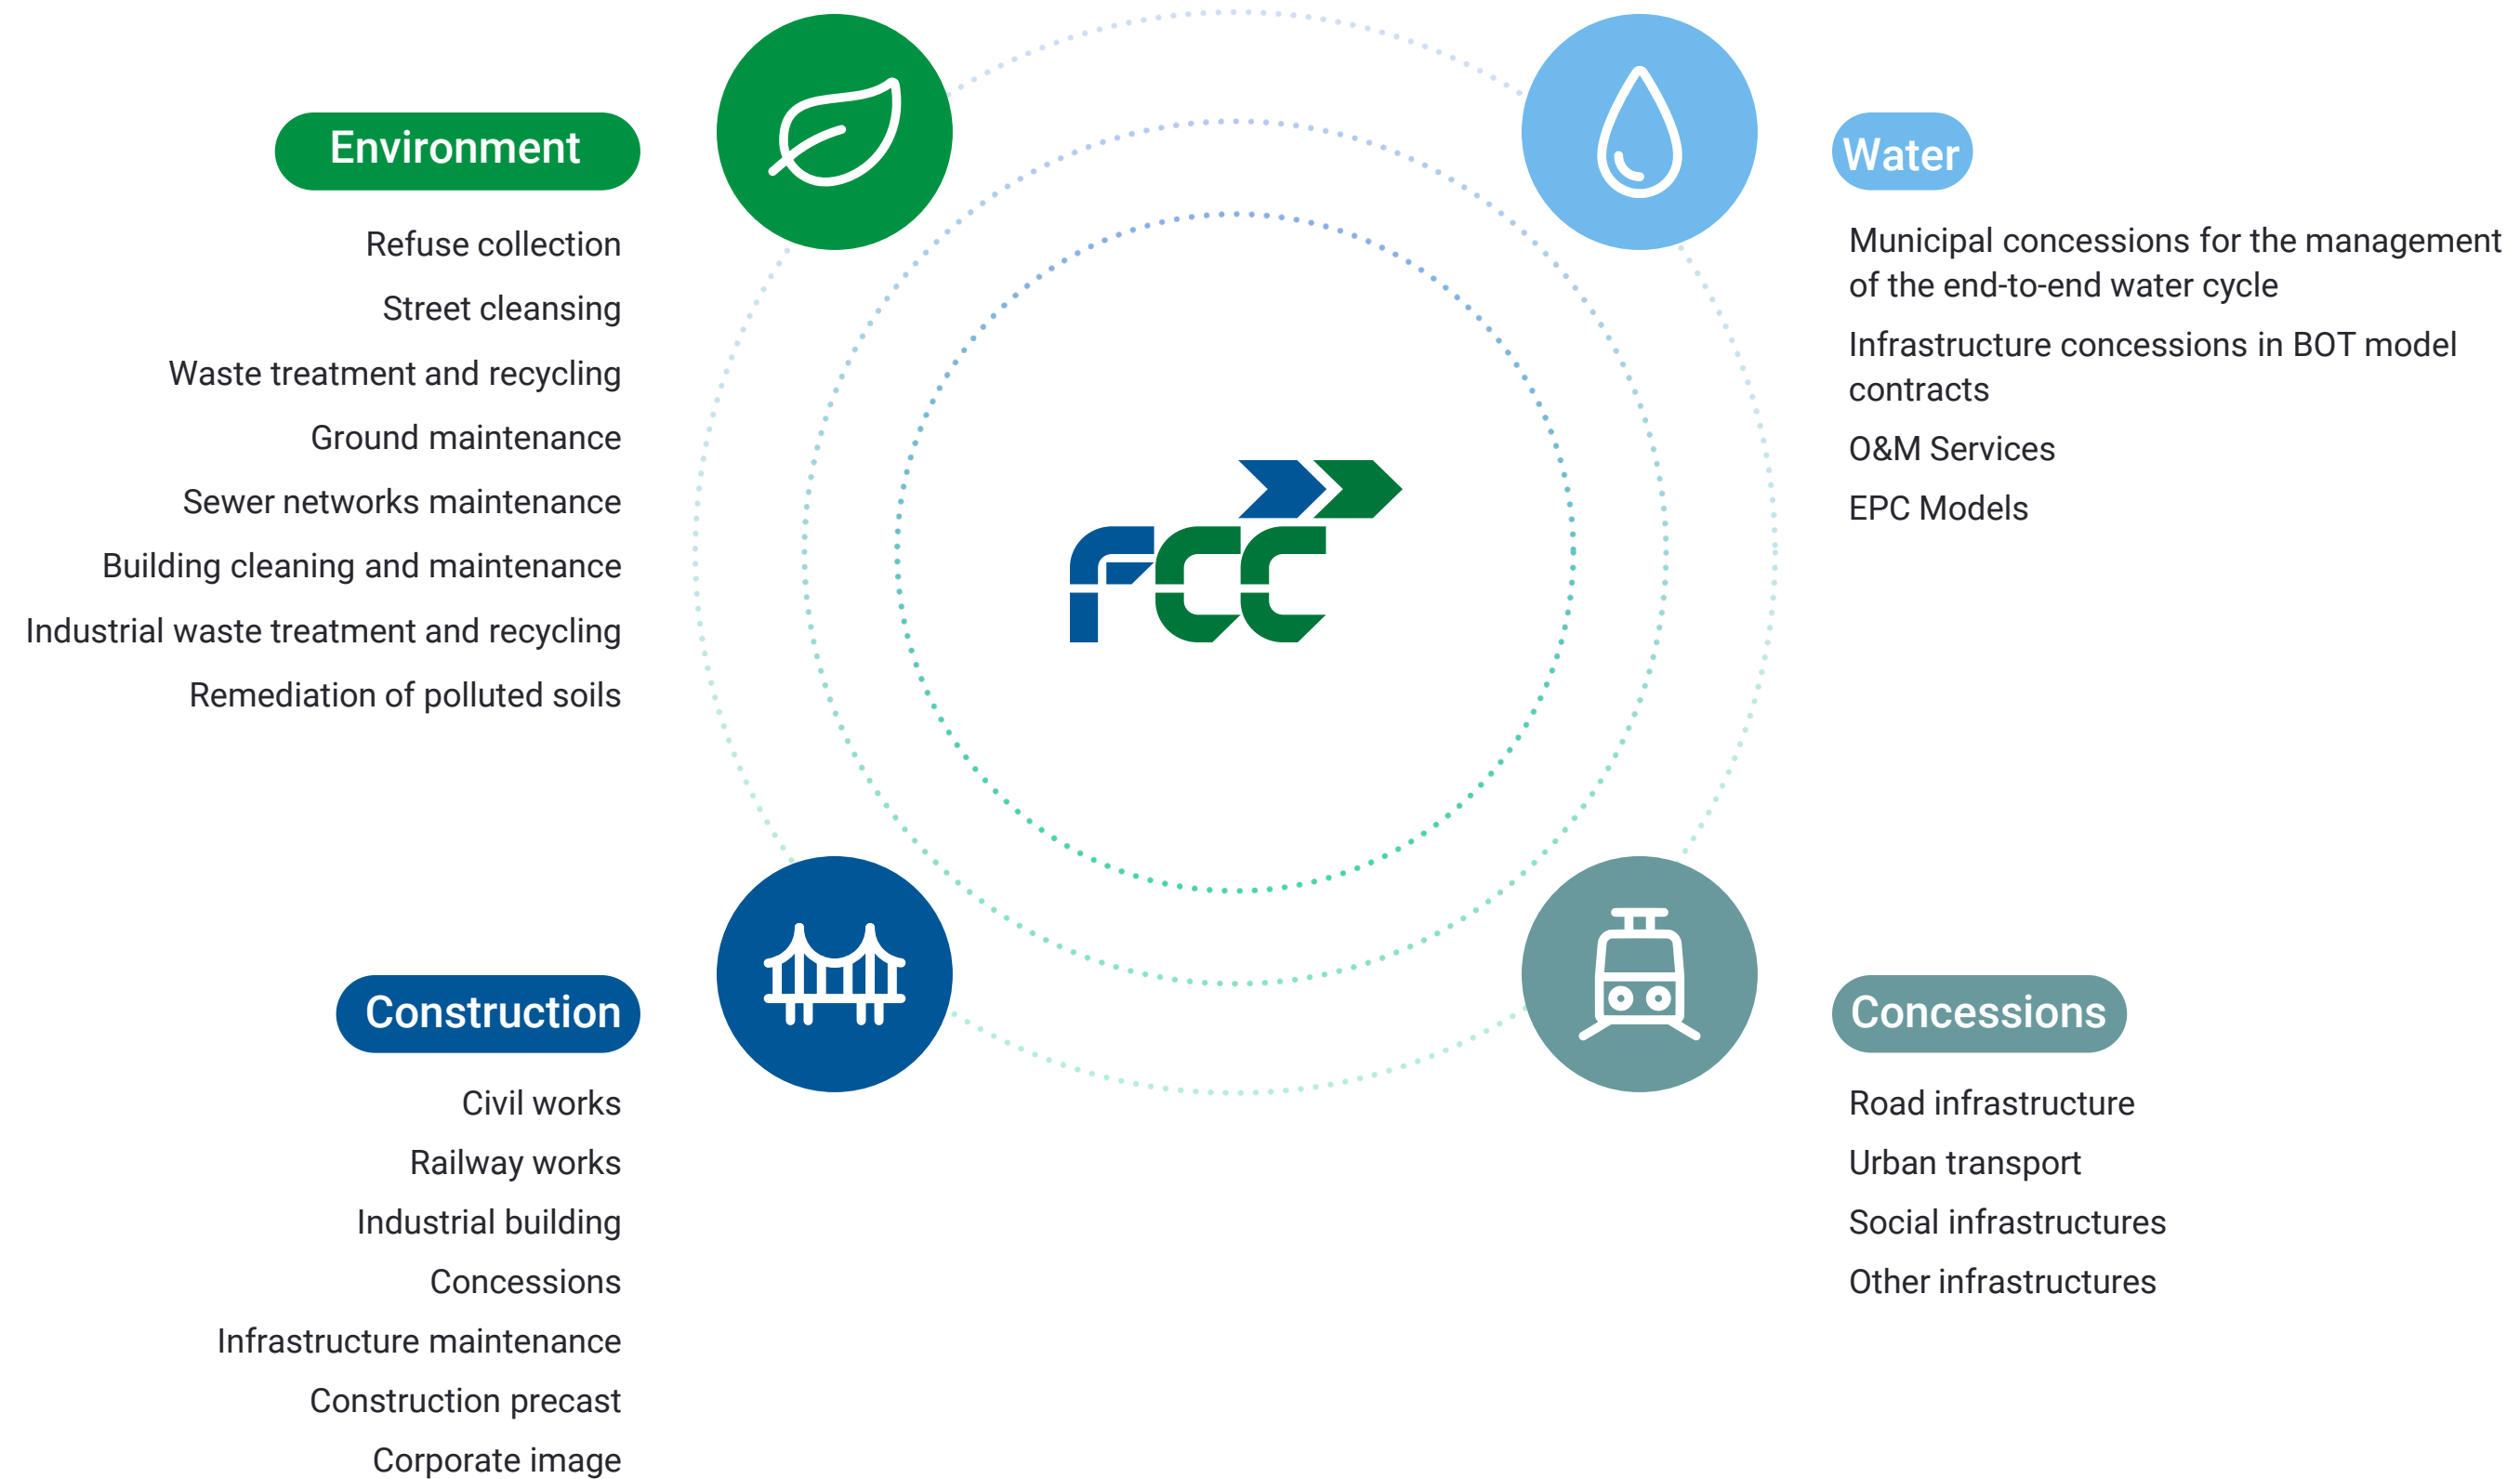 Environment
Refuse collection
Street cleansing
Waste treatment and recycling
Ground maintenance
Sewer networks maintenance
Building cleaning and maintenance
Industrial waste treatment and recycling
Remediation of polluted soils
Water
Municipal concessions for the management
of the end-to-end water cycle
Infrastructure concessions in BOT model
contracts
O&M Services
EPC Models
FCC
Construction
Civil works
Railway works
Industrial building
Concessions
Infrastructure maintenance
Construction precast
Corporate image
Concessions
Road infrastructure
Urban transport
Social infrastructures
Other infrastructures